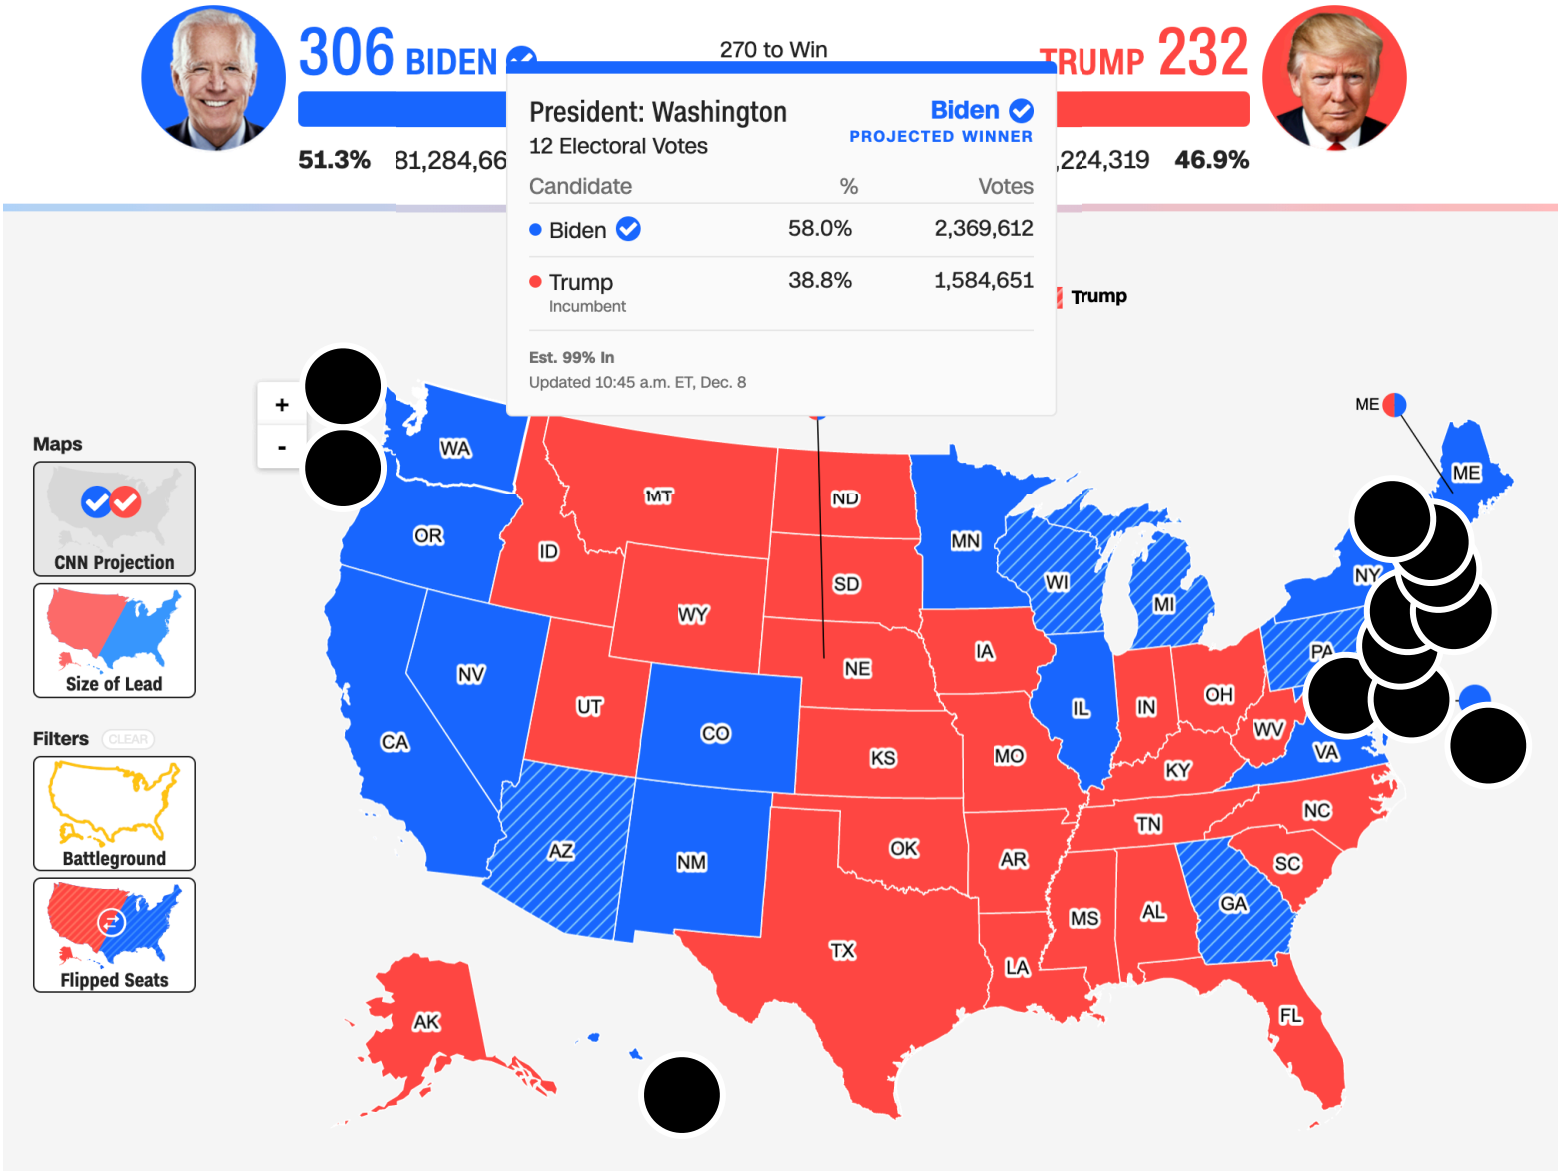 306 BIDEN
270 to Win
TRUMP 232
51.3% 81,284,66
,224,319 46.9%
President: Washington
12 Electoral Votes
Biden
PROJECTED WINNER
Candidate % Votes
Biden 58.0% 2,369,612
Trump 38.8% 1,584,651
Incumbent
Est. 99% In
Updated 10:45 a.m. ET, Dec. 8
Trump
+
-
Maps
CNN Projection
Size of Lead
Filters CLEAR
Battleground
Flipped Seats
ME
WA
ME
MT
ND
OR
MN
ID
NY
WI
SD
MI
WY
IA
PA
NE
NV
OH
UT
IL
IN
WV
CO
CA
VA
KS
MO
KY
NC
TN
OK
AZ
AR
NM
SC
GA
AL
MS
TX
LA
FL
AK